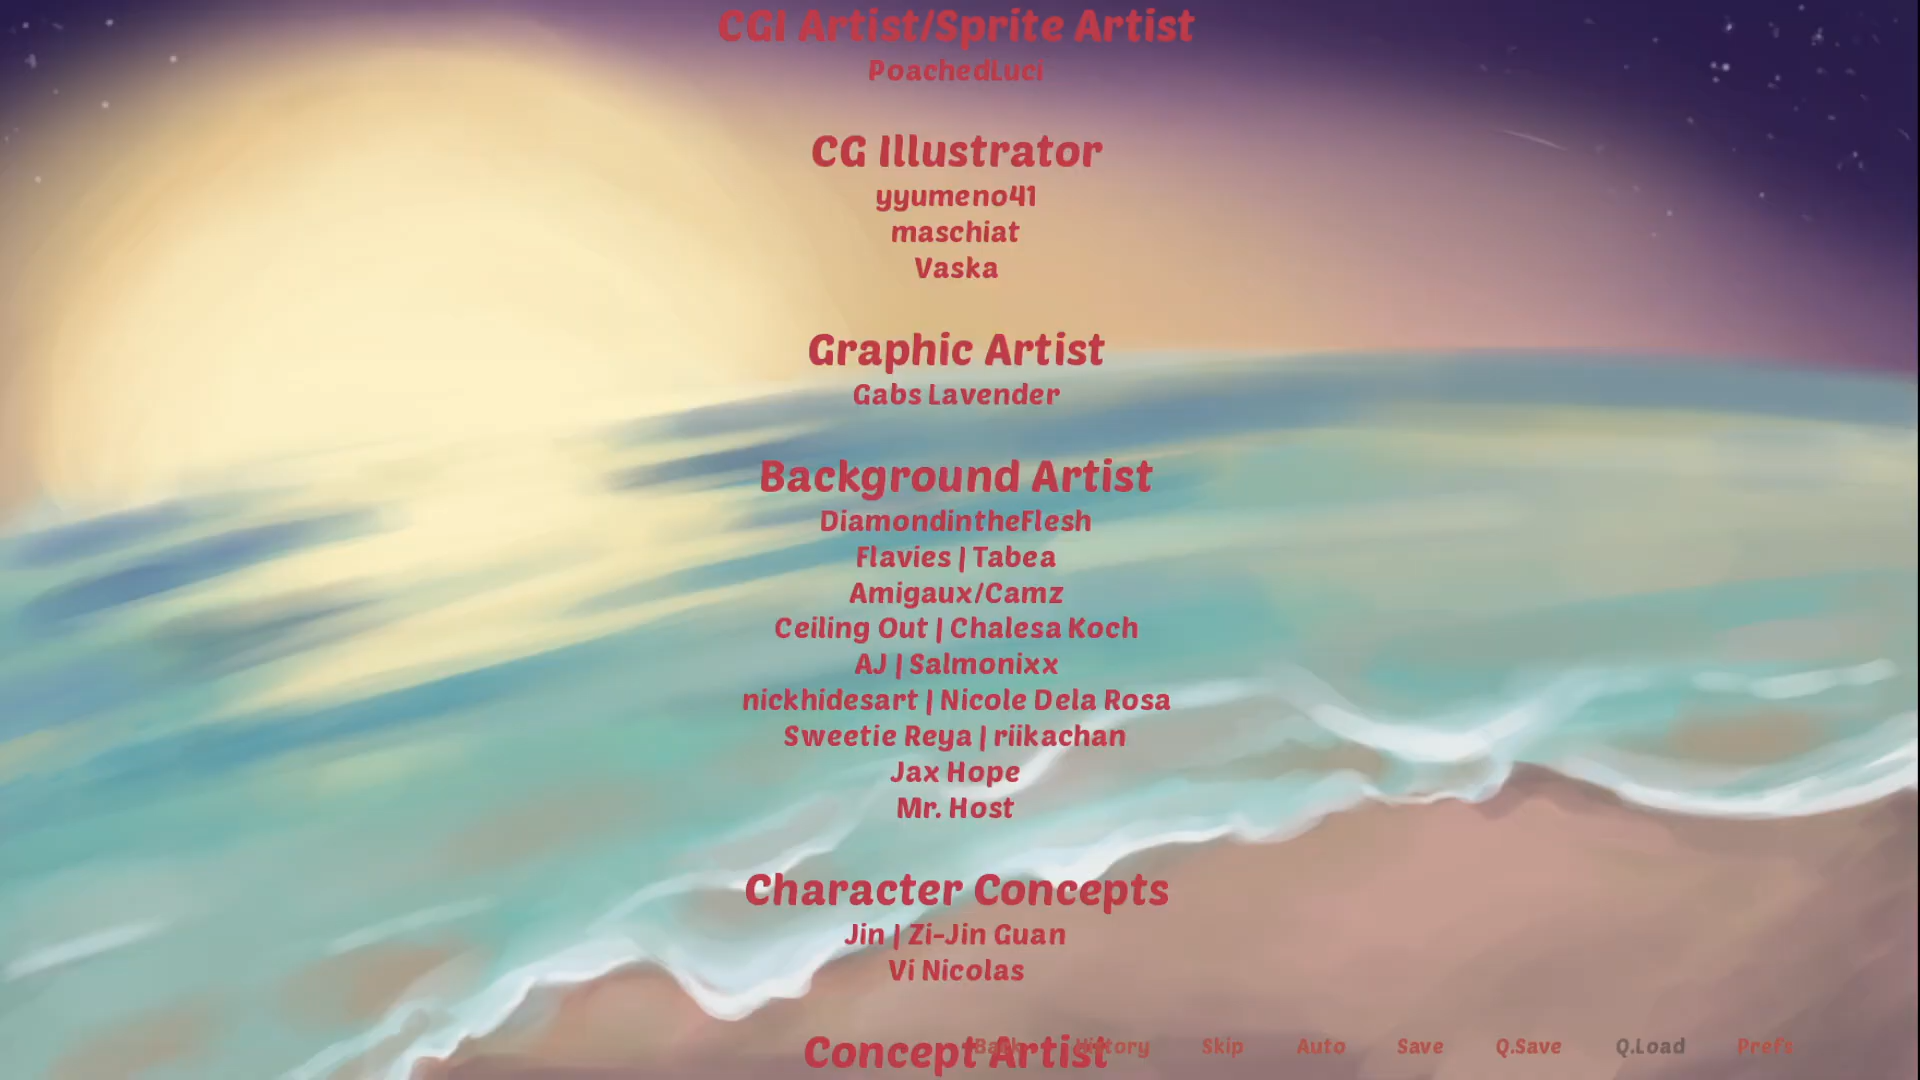 CGI Artist/Sprite Artist
PoachedLuci
CG Illustrator
yyumeno41
maschiat
Vaska
Graphic Artist
Gabs Lavender
Background Artist
DiamondintheFlesh
Flavies | Tabea
Amigaux/Camz
Ceiling Out | Chalesa Koch
AJ | Salmonixx
nickhidesart | Nicole Dela Rosa
Sweetie Reya | riikachan
Jax Hope
Mr. Host
Character Concepts
Jin | Zi-Jin Guan
Vi Nicolas
Concept Artist
Back History Skip Auto Save Q.Save Q.Load Prefs